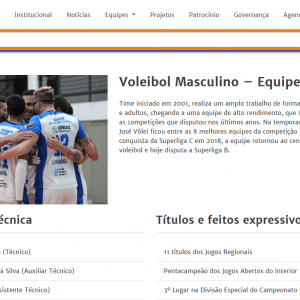 Institucional Notícias Equipes Projetos Patrocínio Governança Agen
Voleibol Masculino – Equipe
Time iniciado em 2001, realiza um amplo trabalho de forma
e adultos, chegando a uma equipe de alto rendimento, que
as competições que disputou nos últimos anos. Na tempora
José Vôlei ficou entre as 8 melhores equipes da competição
conquista da Superliga C em 2018, a equipe retornou ao cen
voleibol e hoje disputa a Superliga B.
écnica
Títulos e feitos expressivo
(Técnico)
11 títulos dos Jogos Regionais
a Silva (Auxiliar Técnico)
Pentacampeão dos Jogos Abertos do Interior
sistente Técnico)
3º Lugar na Divisão Especial do Campeonato